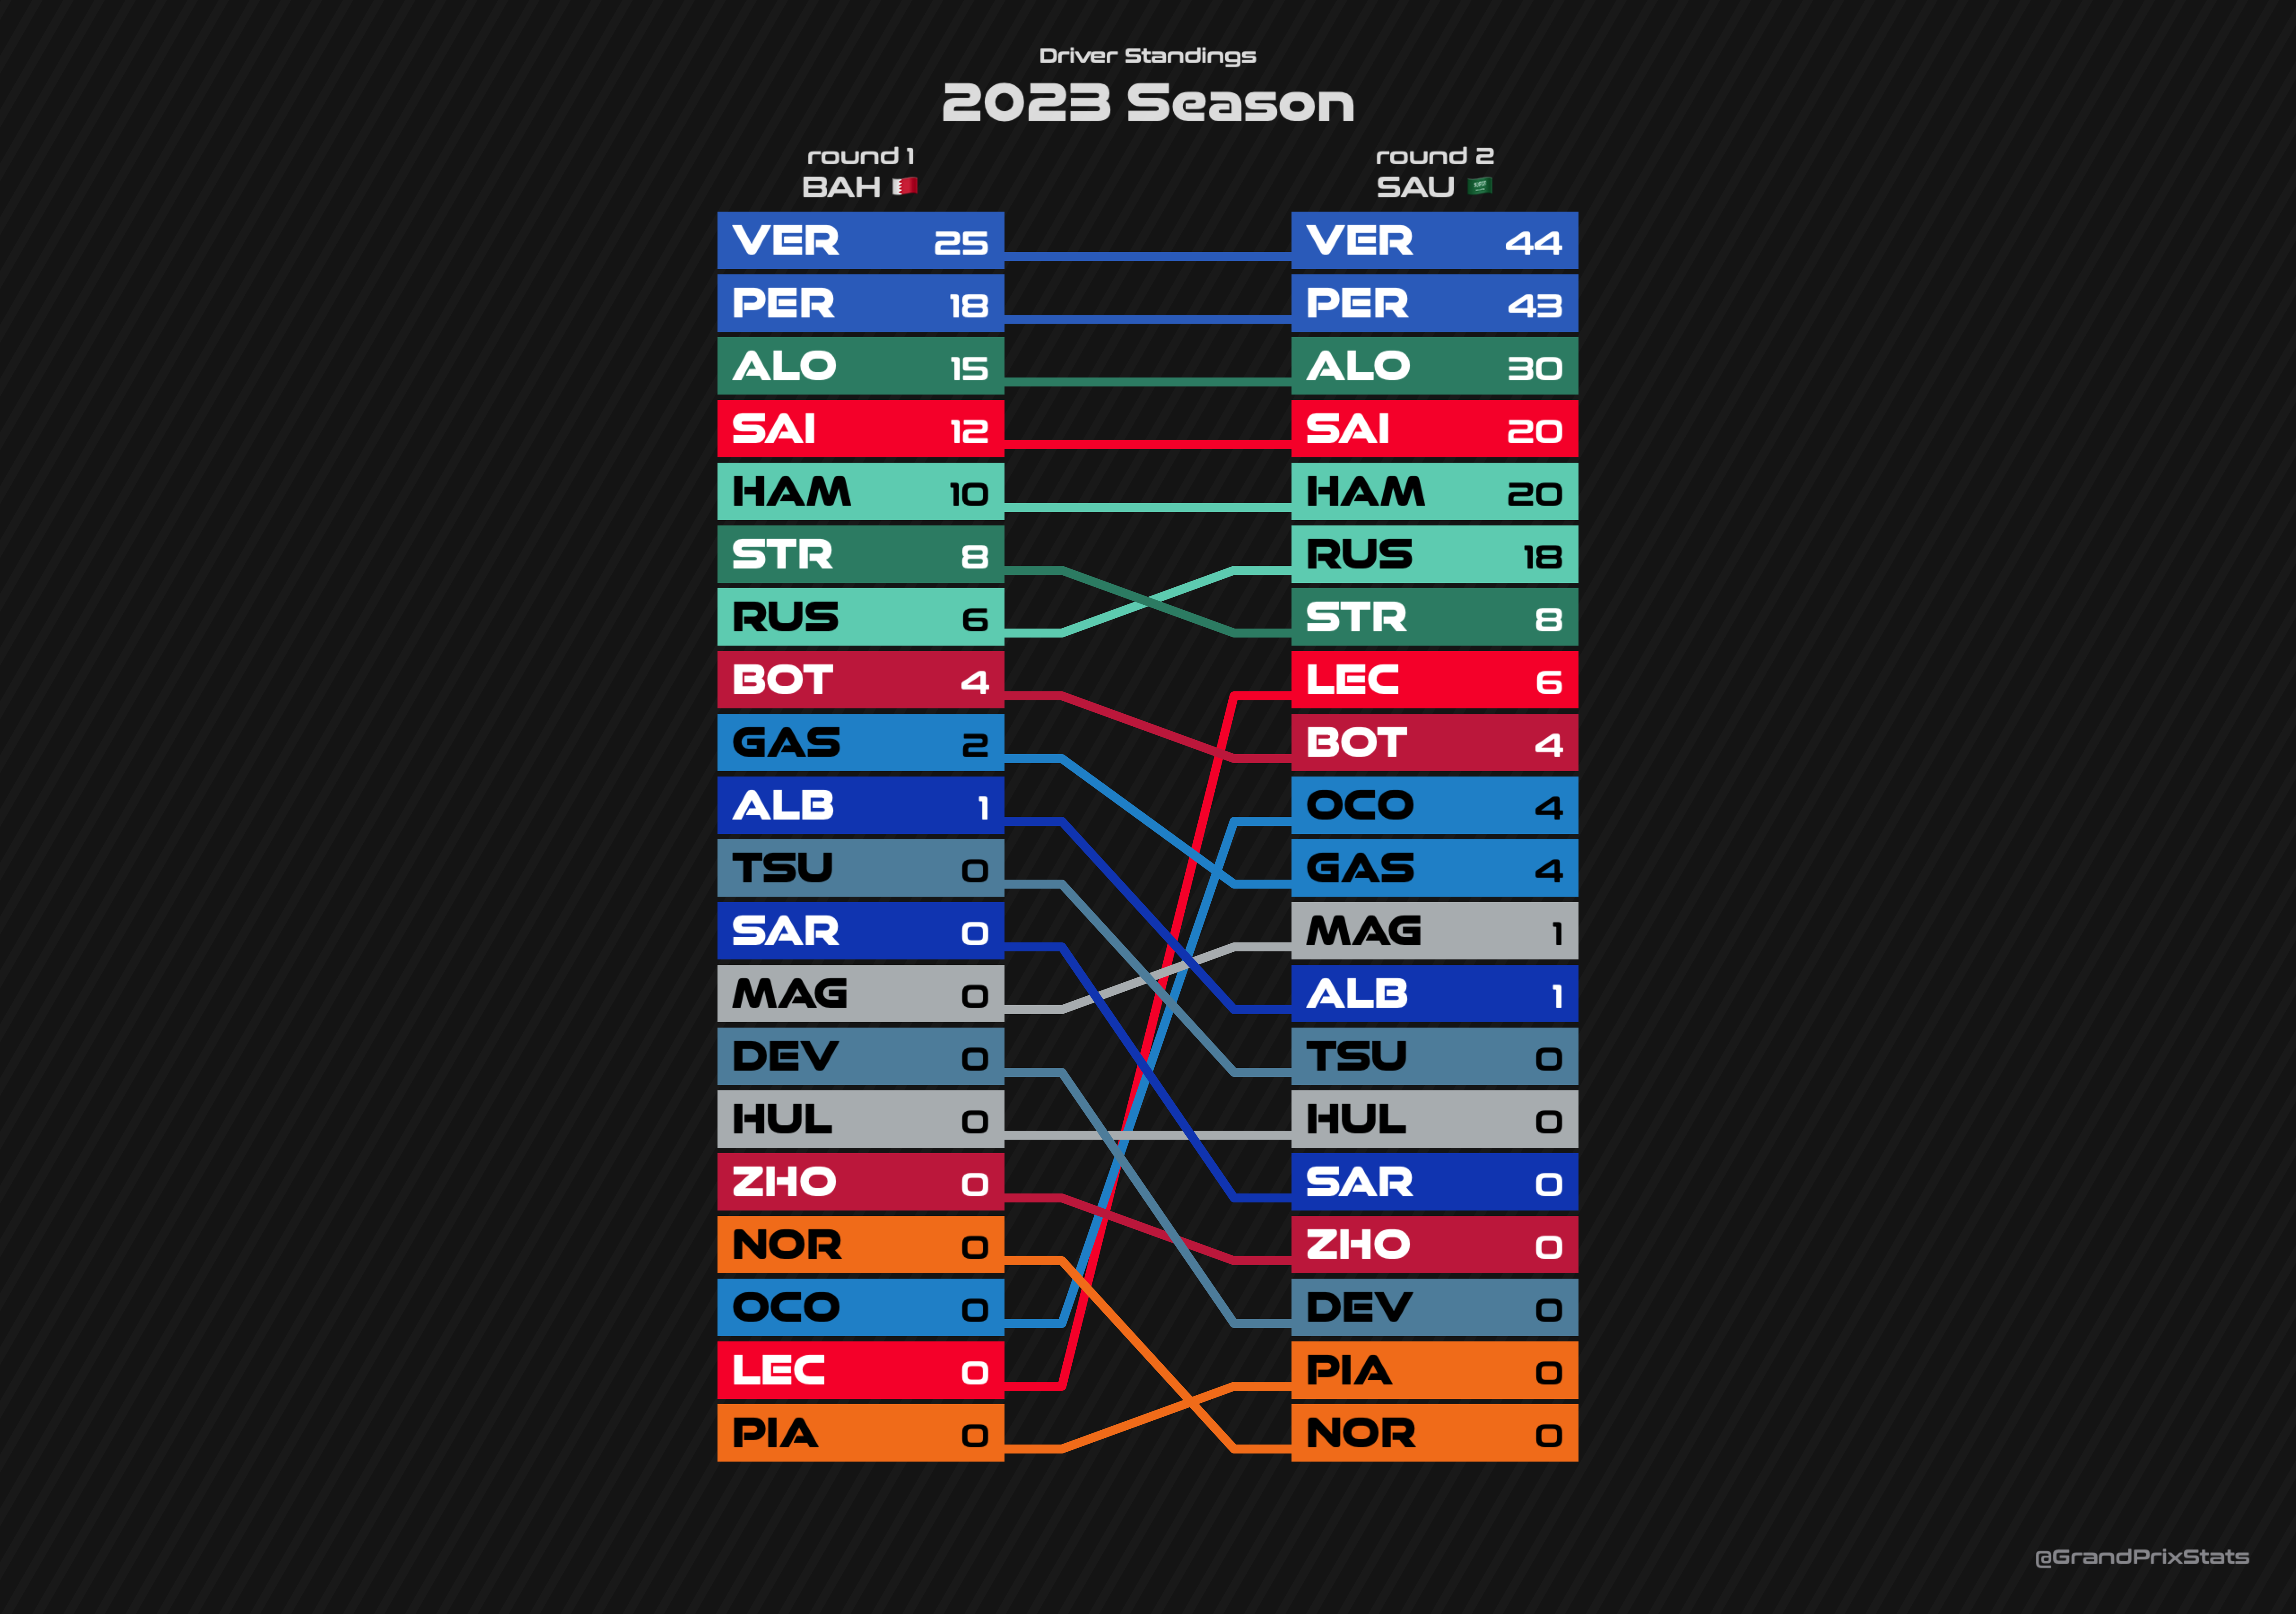 Driver Standings
2023 Season
round 1
BAH
round 2
SAU
VER 25
PER 18
ALO 15
SAI 12
HAM 10
STR 8
RUS 6
BOT 4
GAS 2
ALB 1
TSU 0
SAR 0
MAG 0
DEV 0
HUL 0
ZHO 0
NOR 0
OCO 0
LEC 0
PIA 0
VER 44
PER 43
ALO 30
SAI 20
HAM 20
RUS 18
STR 8
LEC 6
BOT 4
OCO 4
GAS 4
MAG 1
ALB 1
TSU 0
HUL 0
SAR 0
ZHO 0
DEV 0
PIA 0
NOR 0
@GrandPrixStats